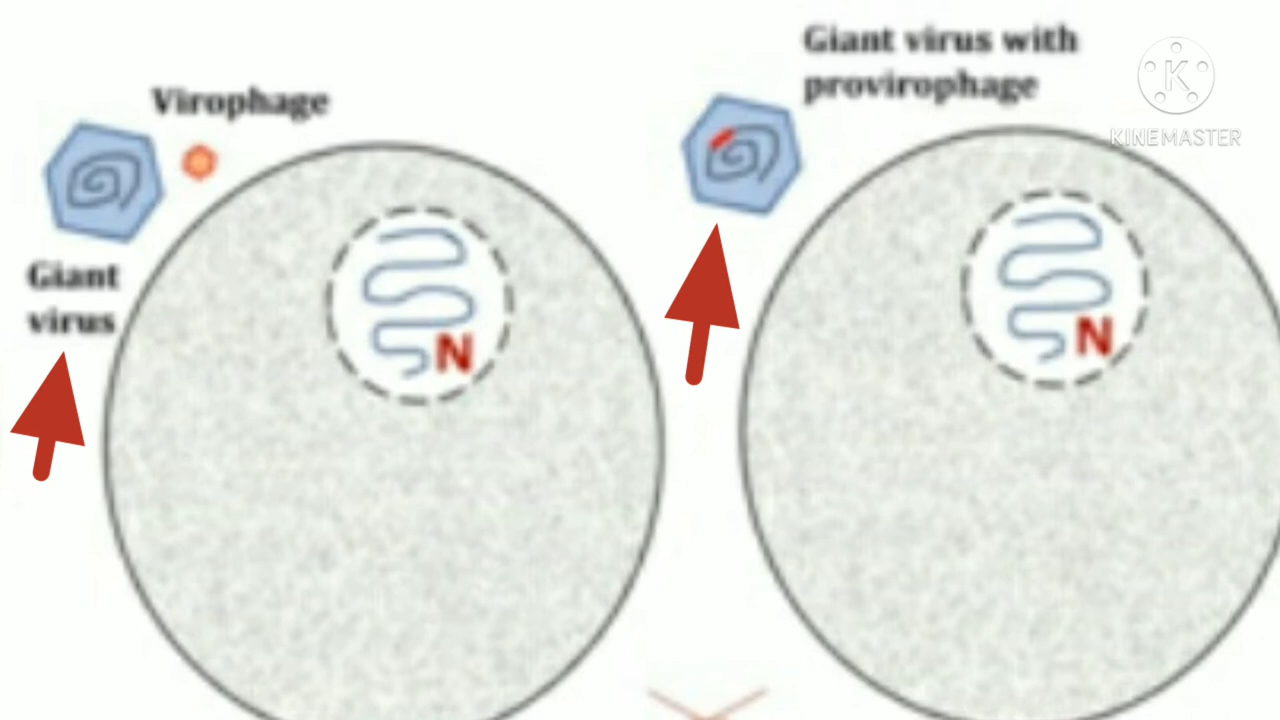 Virophage
Giant
virus
N
Giant virus with
provirophage
N
K
KINEMASTER